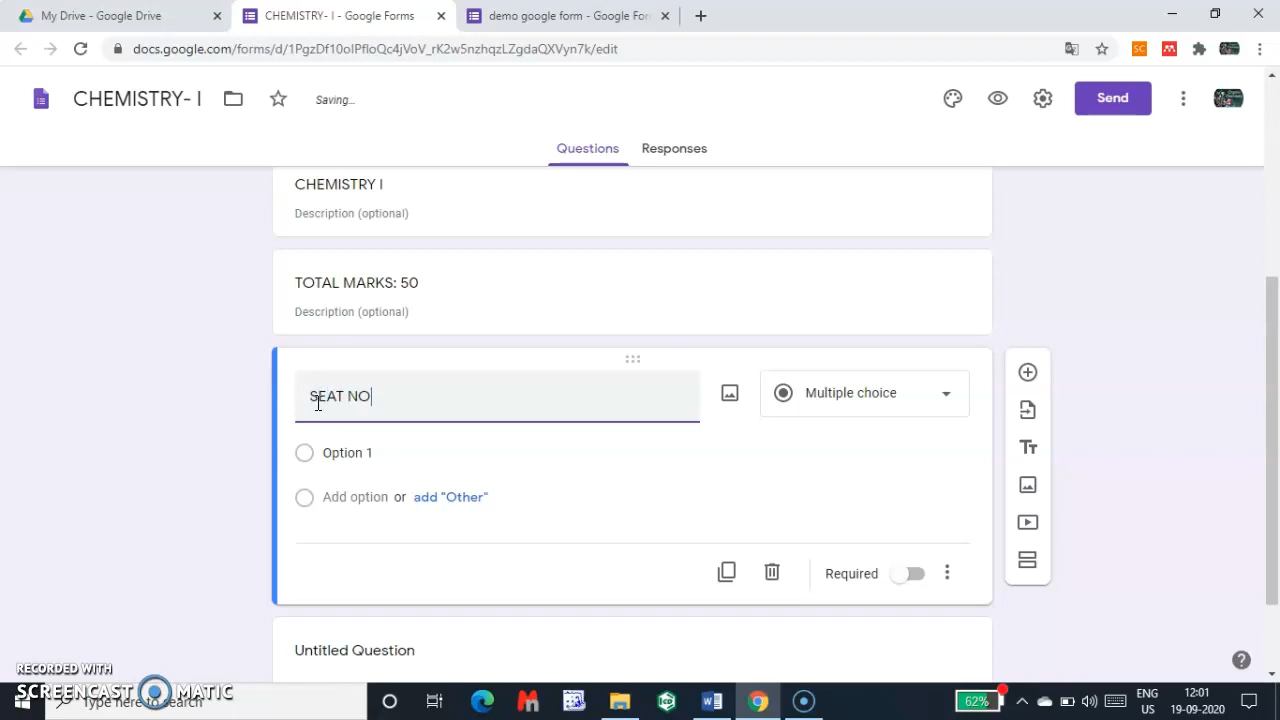 My Drive - Google Drive
CHEMISTRY- I - Google Forms
demo google form - Google For
docs.google.com/forms/d/1PgzDf10oIPfloQc4jVoV_rK2w5nzhqzLZgdaQXVyn7k/edit
SC
CHEMISTRY- I
Saving...
Send
Questions
Responses
CHEMISTRY I
Description (optional)
TOTAL MARKS: 50
Description (optional)
SEAT NO
Multiple choice
Option 1
Add option or add "Other"
Required
Untitled Question
RECORDED WITH
SCREENCAST MATIC
Type here to search
62%
ENG
US
12:01
19-09-2020